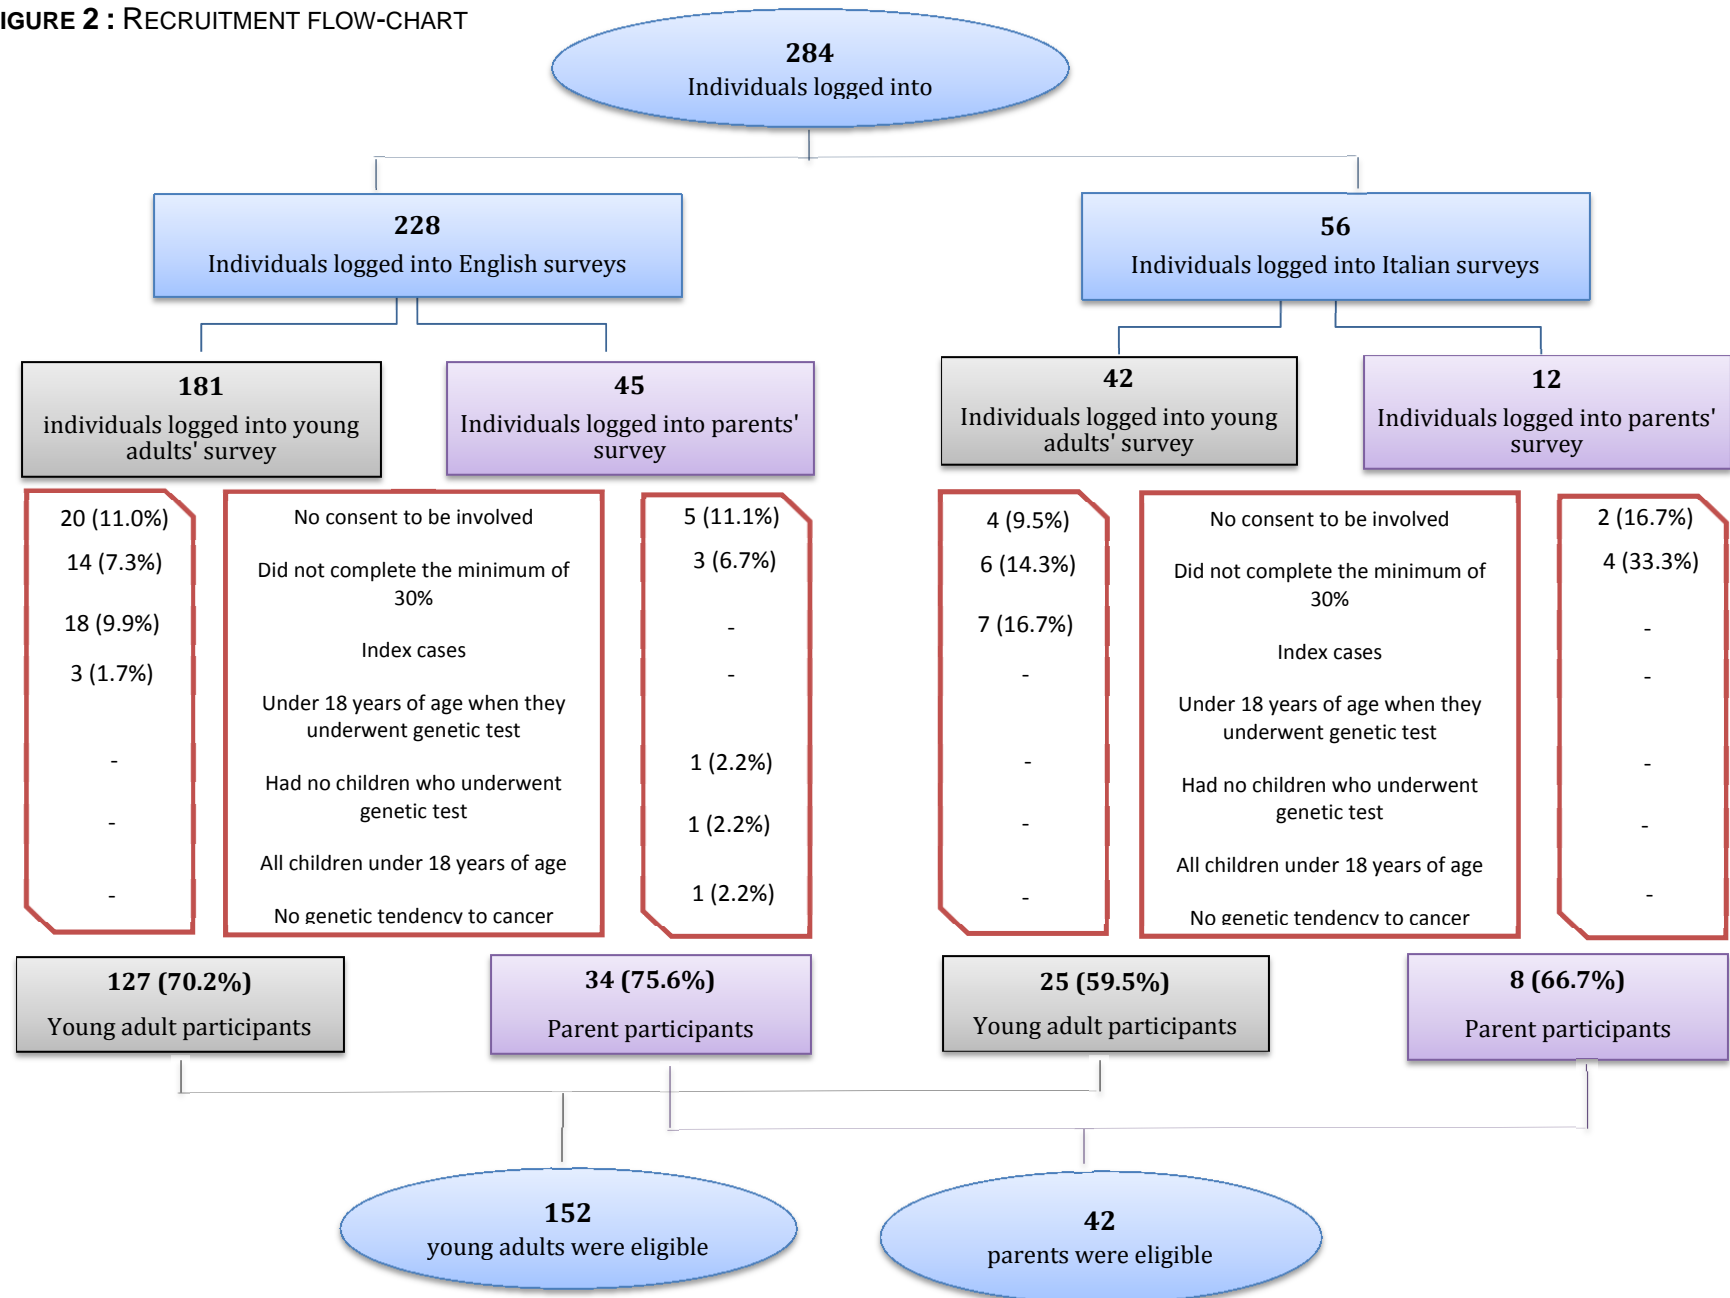 IGURE 2 : RECRUITMENT FLOW-CHART
284
Individuals logged into
228
Individuals logged into English surveys
56
Individuals logged into Italian surveys
181
individuals logged into young
adults' survey
45
Individuals logged into parents'
survey
42
Individuals logged into young
adults' survey
12
Individuals logged into parents'
survey
20 (11.0%)
14 (7.3%)
18 (9.9%)
3 (1.7%)
-
-
-
No consent to be involved
Did not complete the minimum of
30%
Index cases
Under 18 years of age when they
underwent genetic test
Had no children who underwent
genetic test
All children under 18 years of age
No genetic tendency to cancer
5 (11.1%)
3 (6.7%)
-
-
1 (2.2%)
1 (2.2%)
1 (2.2%)
4 (9.5%)
6 (14.3%)
7 (16.7%)
-
-
-
-
No consent to be involved
Did not complete the minimum of
30%
Index cases
Under 18 years of age when they
underwent genetic test
Had no children who underwent
genetic test
All children under 18 years of age
No genetic tendency to cancer
2 (16.7%)
4 (33.3%)
-
-
-
-
-
127 (70.2%)
Young adult participants
34 (75.6%)
Parent participants
25 (59.5%)
Young adult participants
8 (66.7%)
Parent participants
152
young adults were eligible
42
parents were eligible